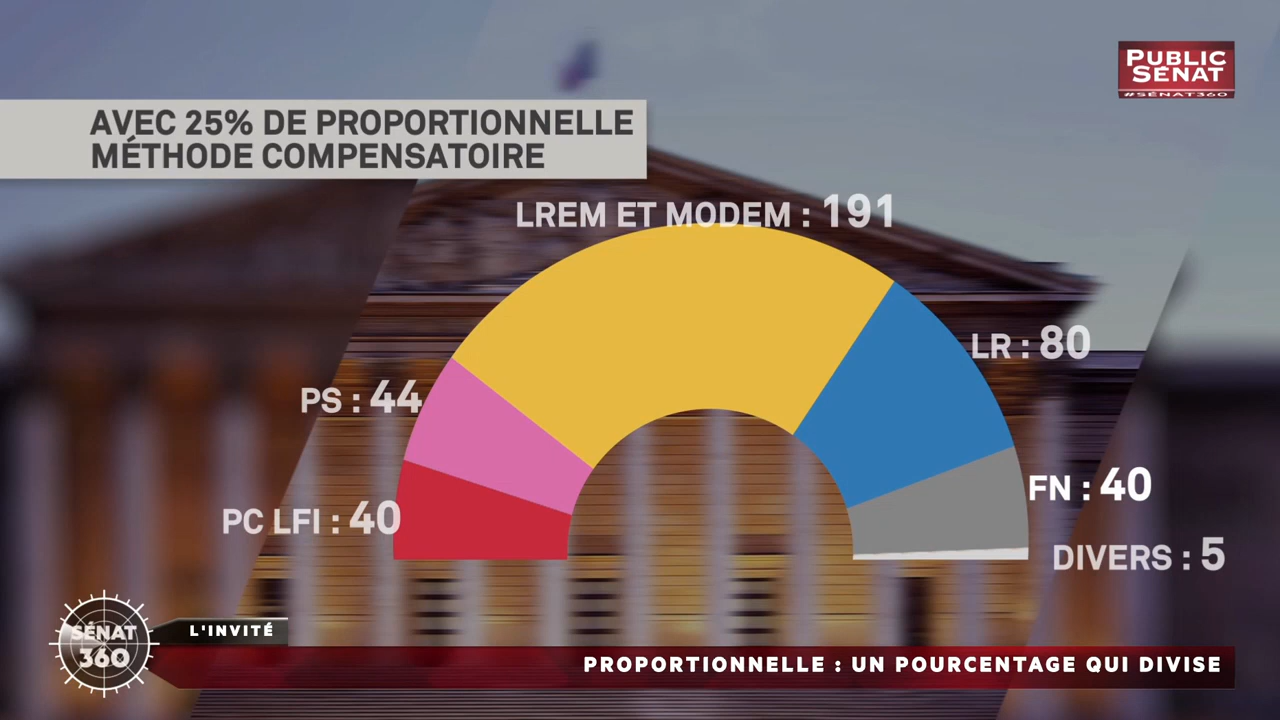 PUBLIC
SÉNAT
#SÉNAT360
AVEC 25% DE PROPORTIONNELLE
MÉTHODE COMPENSATOIRE
LREM ET MODEM : 191
LR : 80
PS : 44
FN : 40
PC LFI : 40
DIVERS : 5
SÉNAT
360
L'INVITÉ
PROPORTIONNELLE : UN POURCENTAGE QUI DIVISE